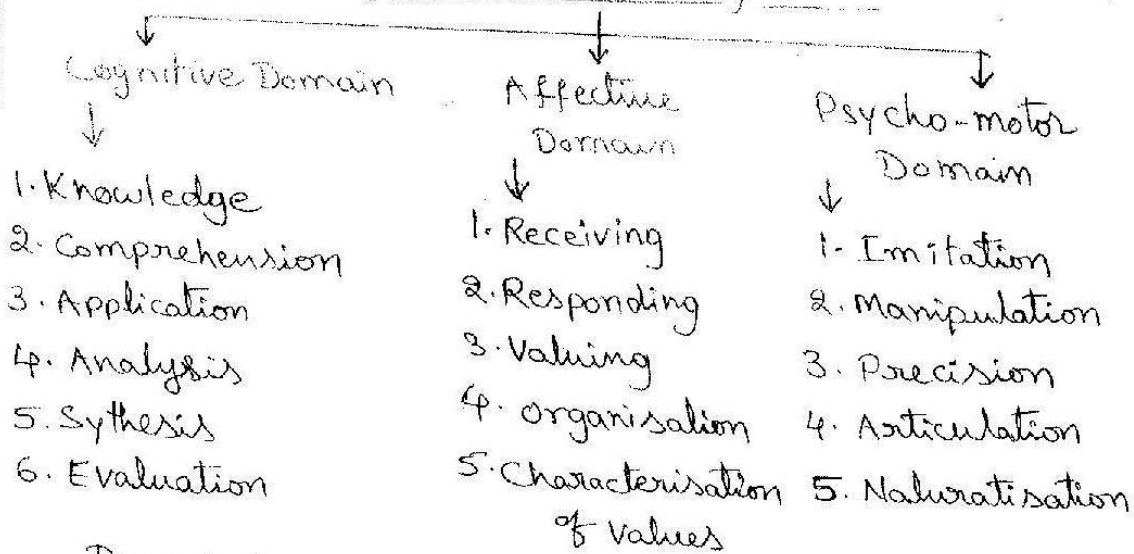 Cognitive Domain
1. Knowledge
2. Comprehension
3. Application
4. Analysis
5. Sythesis
6. Evaluation
Affective
Domain
1. Receiving
2. Responding
3. Valuing
4. Organisation
5. Characterisation
of Values
Psycho-motor
Domain
1- Imitation
2. Manipulation
3. Precision
4. Articulation
5. Naturatisation